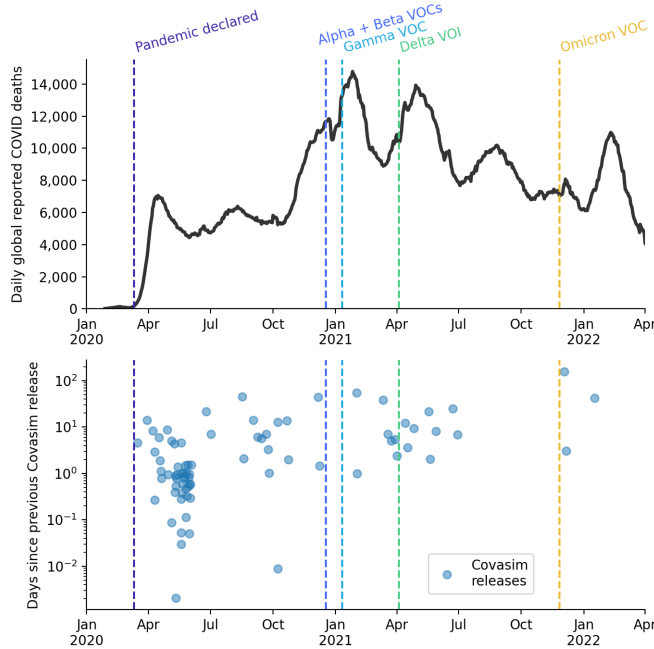 Pandemic declared
Alpha + Beta VOCs
Gamma VOC
Delta VOI
Omicron VOC
Daily global reported COVID deaths
14,000
12,000
10,000
8,000
6,000
4,000
2,000
0
Jan Apr Jul Oct Jan Apr Jul Oct Jan Apr
2020 2021 2022
Days since previous Covasim release
10²
10¹
10⁰
10⁻¹
10⁻²
Covasim
releases
Jan Apr Jul Oct Jan Apr Jul Oct Jan Apr
2020 2021 2022